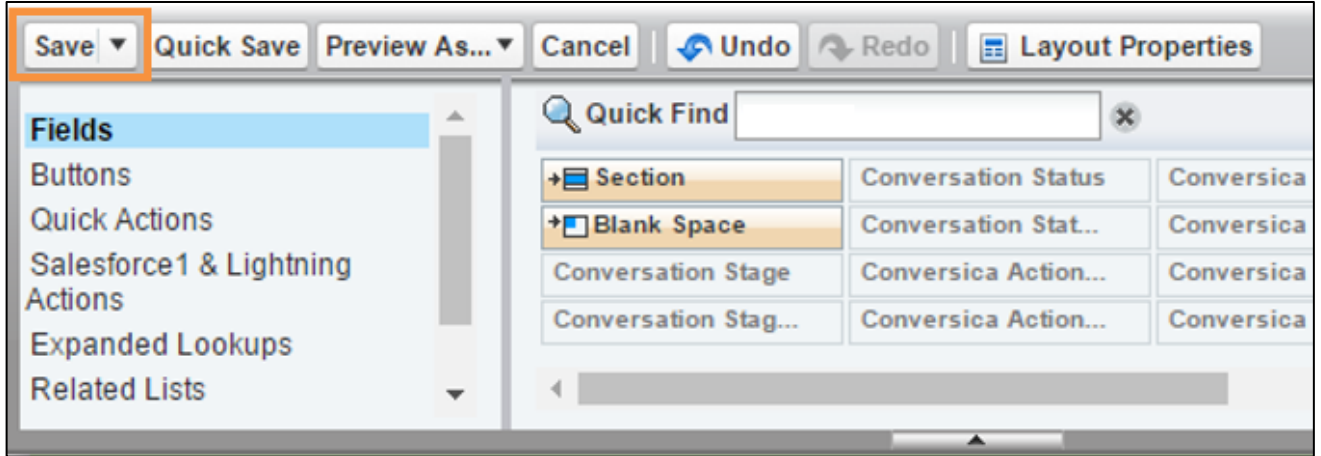 Save Quick Save Preview As... Cancel Undo Redo Layout Properties
Fields
Buttons
Quick Actions
Salesforce1 & Lightning
Actions
Expanded Lookups
Related Lists
Quick Find
Section Conversation Status Conversica
Blank Space Conversation Stat... Conversica
Conversation Stage Conversica Action... Conversica
Conversation Stag... Conversica Action... Conversica